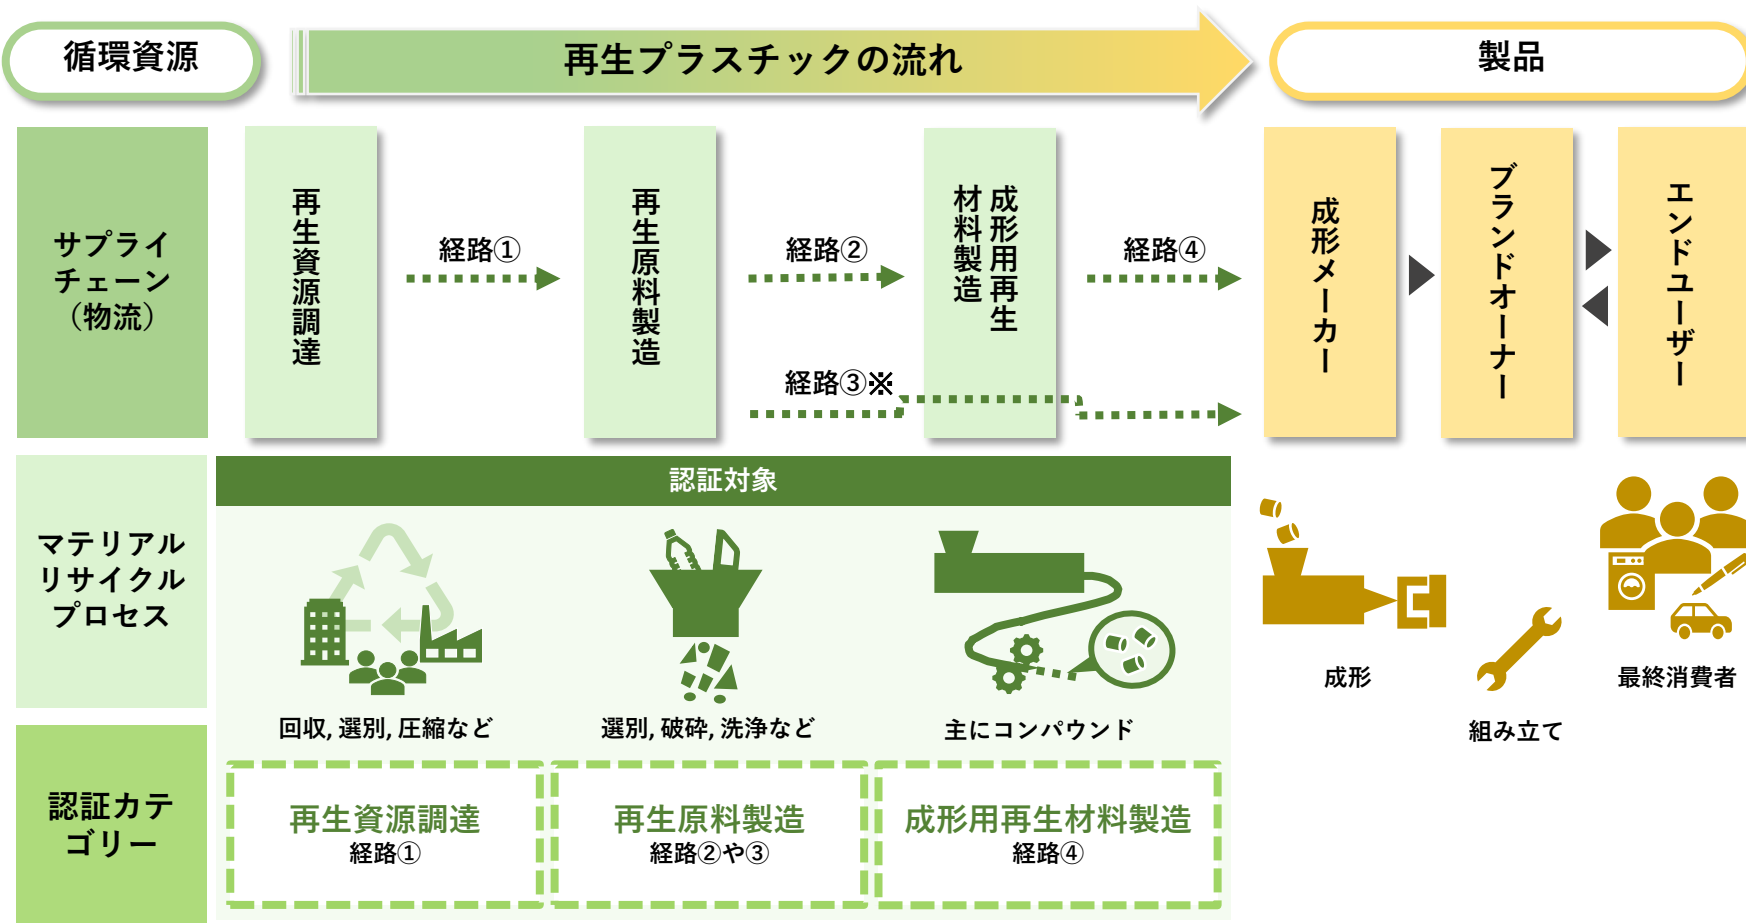 循環資源
再生プラスチックの流れ
製品
サプライ
チェーン
（物流）
再生資源調達
経路①
再生原料製造
経路②
経路③※
成形用再生
材料製造
経路④
成形メーカー
ブランドオーナー
エンドユーザー
マテリアル
リサイクル
プロセス
認証対象
回収, 選別, 圧縮など
選別, 破砕, 洗浄など
主にコンパウンド
成形
組み立て
最終消費者
認証カテ
ゴリー
再生資源調達
経路①
再生原料製造
経路②や③
成形用再生材料製造
経路④